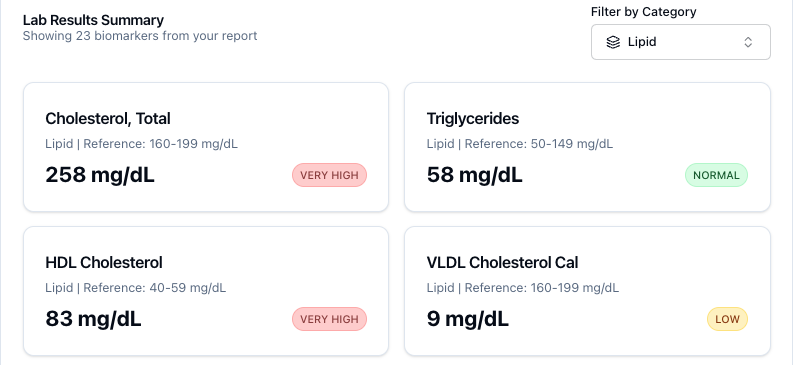 Lab Results Summary
Showing 23 biomarkers from your report
Filter by Category
Lipid
Cholesterol, Total
Lipid | Reference: 160-199 mg/dL
258 mg/dL
VERY HIGH
Triglycerides
Lipid | Reference: 50-149 mg/dL
58 mg/dL
NORMAL
HDL Cholesterol
Lipid | Reference: 40-59 mg/dL
83 mg/dL
VERY HIGH
VLDL Cholesterol Cal
Lipid | Reference: 160-199 mg/dL
9 mg/dL
LOW